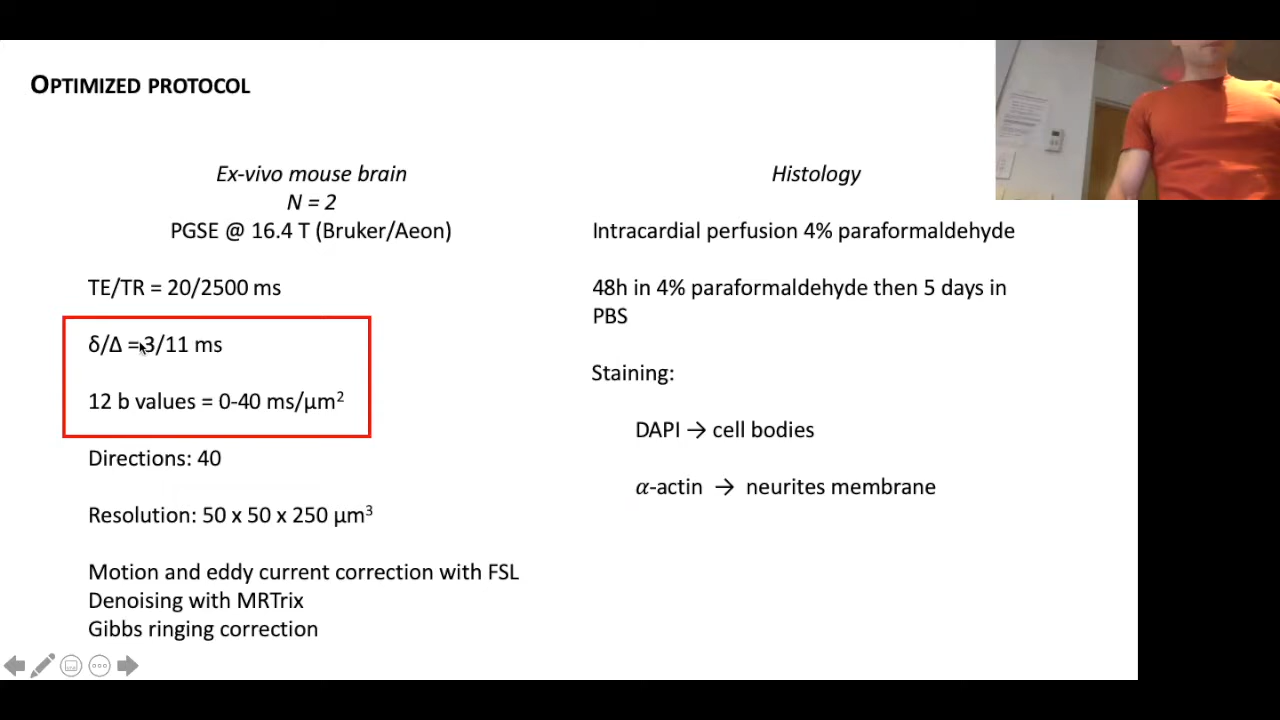 OPTIMIZED PROTOCOL
Ex-vivo mouse brain
N = 2
PGSE @ 16.4 T (Bruker/Aeon)
TE/TR = 20/2500 ms
δ/Δ = 3/11 ms
12 b values = 0-40 ms/μm²
Directions: 40
Resolution: 50 x 50 x 250 μm³
Motion and eddy current correction with FSL
Denoising with MRTrix
Gibbs ringing correction
Histology
Intracardial perfusion 4% paraformaldehyde
48h in 4% paraformaldehyde then 5 days in
PBS
Staining:
DAPI → cell bodies
𝛼-actin → neurites membrane